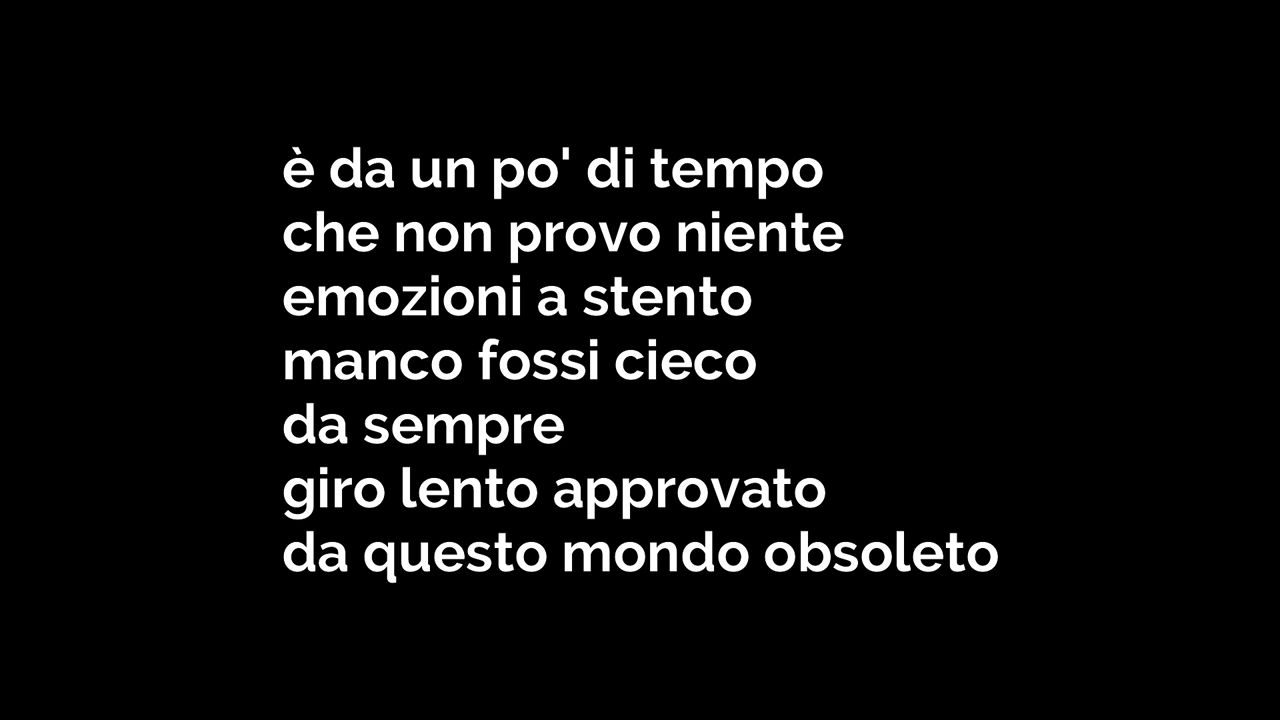 è da un po' di tempo
che non provo niente
emozioni a stento
manco fossi cieco
da sempre
giro lento approvato
da questo mondo obsoleto